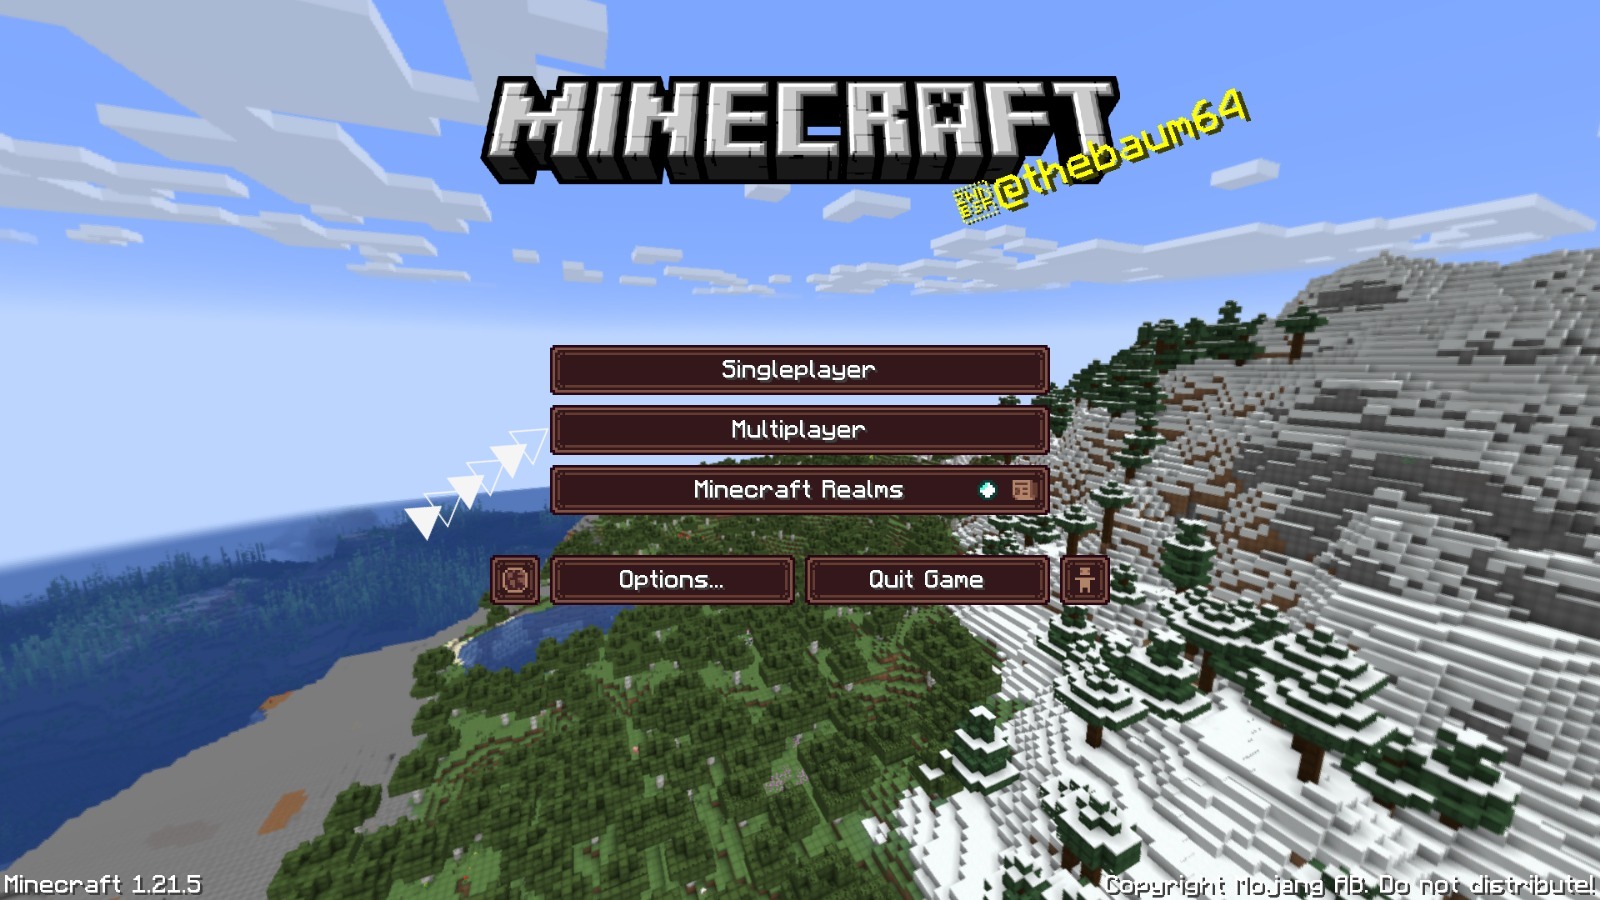 MINECRAFT
@thebaum64
Singleplayer
Multiplayer
Minecraft Realms
Options...
Quit Game
Minecraft 1.21.5
Copyright Mojang AB. Do not distribute!